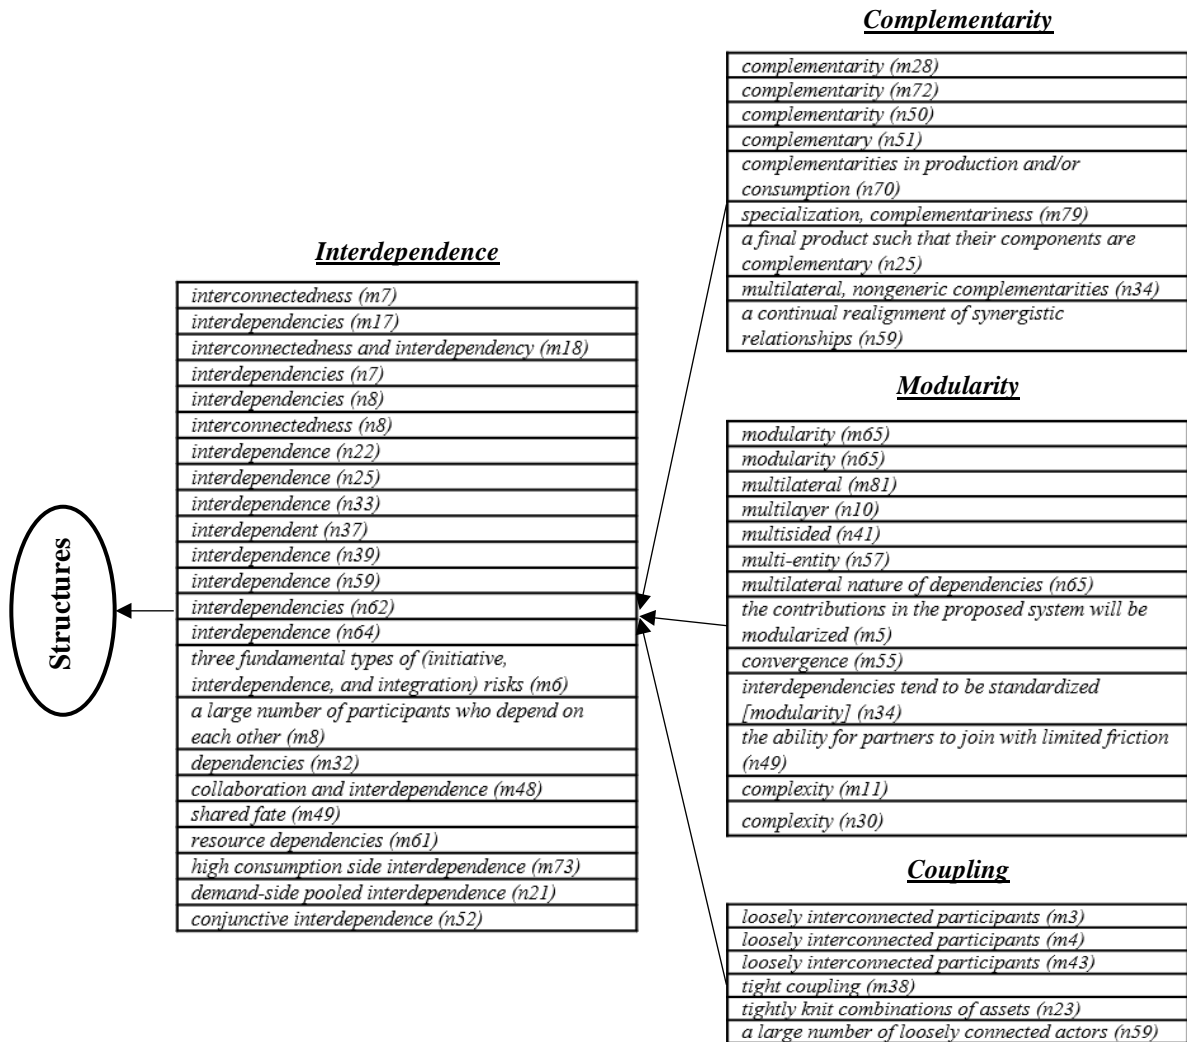 Complementarity
complementarity (m28)
complementarity (m72)
complementarity (n50)
complementary (n51)
complementarities in production and/or
consumption (n70)
specialization, complementariness (m79)
a final product such that their components are
complementary (n25)
multilateral, nongeneric complementarities (n34)
a continual realignment of synergistic
relationships (n59)
Interdependence
interconnectedness (m7)
interdependencies (m17)
interconnectedness and interdependency (m18)
interdependencies (n7)
interdependencies (n8)
interconnectedness (n8)
interdependence (n22)
interdependence (n25)
interdependence (n33)
interdependent (n37)
interdependence (n39)
interdependence (n59)
interdependencies (n62)
interdependence (n64)
three fundamental types of (initiative,
interdependence, and integration) risks (m6)
a large number of participants who depend on
each other (m8)
dependencies (m32)
collaboration and interdependence (m48)
shared fate (m49)
resource dependencies (m61)
high consumption side interdependence (m73)
demand-side pooled interdependence (n21)
conjunctive interdependence (n52)
Structures
Modularity
modularity (m65)
modularity (n65)
multilateral (m81)
multilayer (n10)
multisided (n41)
multi-entity (n57)
multilateral nature of dependencies (n65)
the contributions in the proposed system will be
modularized (m5)
convergence (m55)
interdependencies tend to be standardized
[modularity] (n34)
the ability for partners to join with limited friction
(n49)
complexity (m11)
complexity (n30)
Coupling
loosely interconnected participants (m3)
loosely interconnected participants (m4)
loosely interconnected participants (m43)
tight coupling (m38)
tightly knit combinations of assets (n23)
a large number of loosely connected actors (n59)